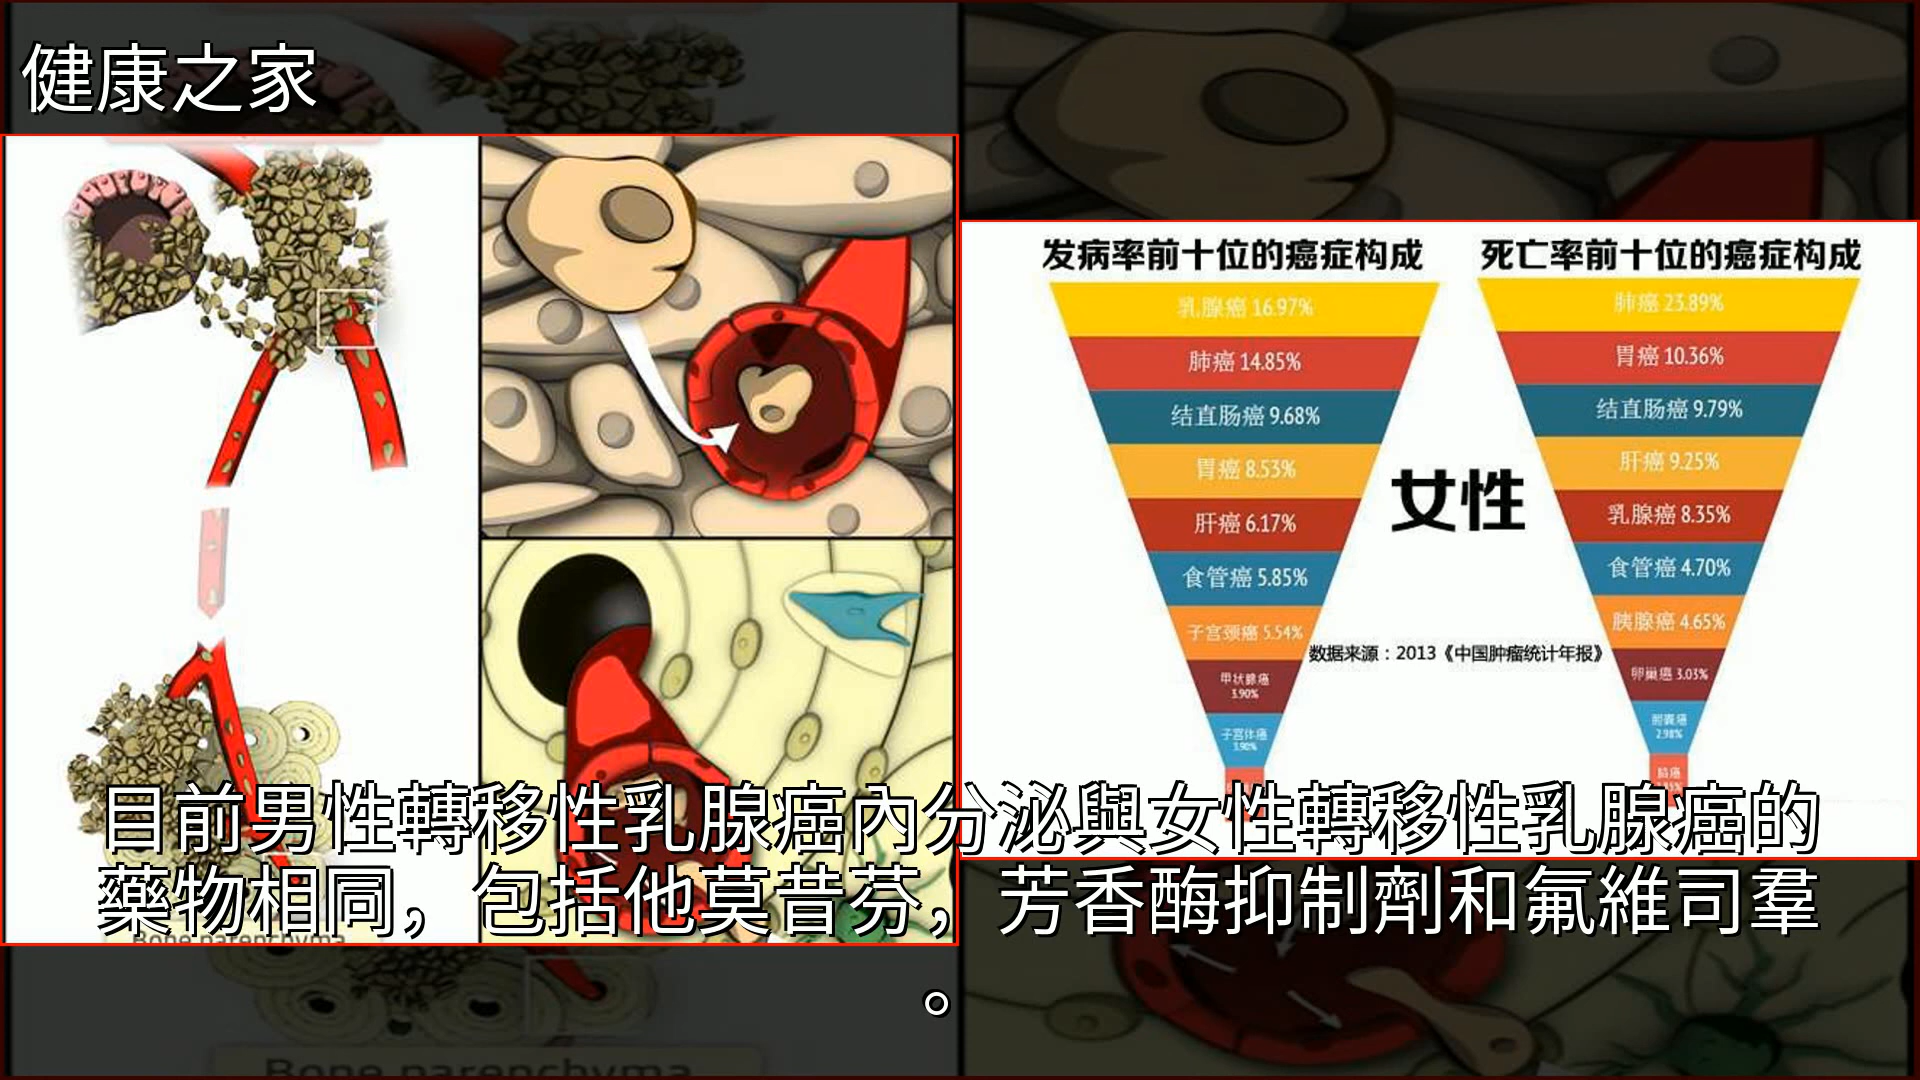 健康之家
发病率前十位的癌症构成
乳腺癌 16.97%
肺癌 14.85%
结直肠癌 9.68%
胃癌 8.53%
肝癌 6.17%
食管癌 5.85%
子宫颈癌 5.54%
甲状腺癌
3.90%
子宫体癌
3.90%
女性
数据来源：2013《中国肿瘤统计年报》
死亡率前十位的癌症构成
肺癌 23.89%
胃癌 10.36%
结直肠癌 9.79%
肝癌 9.25%
乳腺癌 8.35%
食管癌 4.70%
胰腺癌 4.65%
卵巢癌 3.03%
胆囊癌
2.98%
脑癌
目前男性轉移性乳腺癌內分泌與女性轉移性乳腺癌的
藥物相同，包括他莫昔芬，芳香酶抑制劑和氟維司羣
。
Bone parenchyma
Bone parenchyma